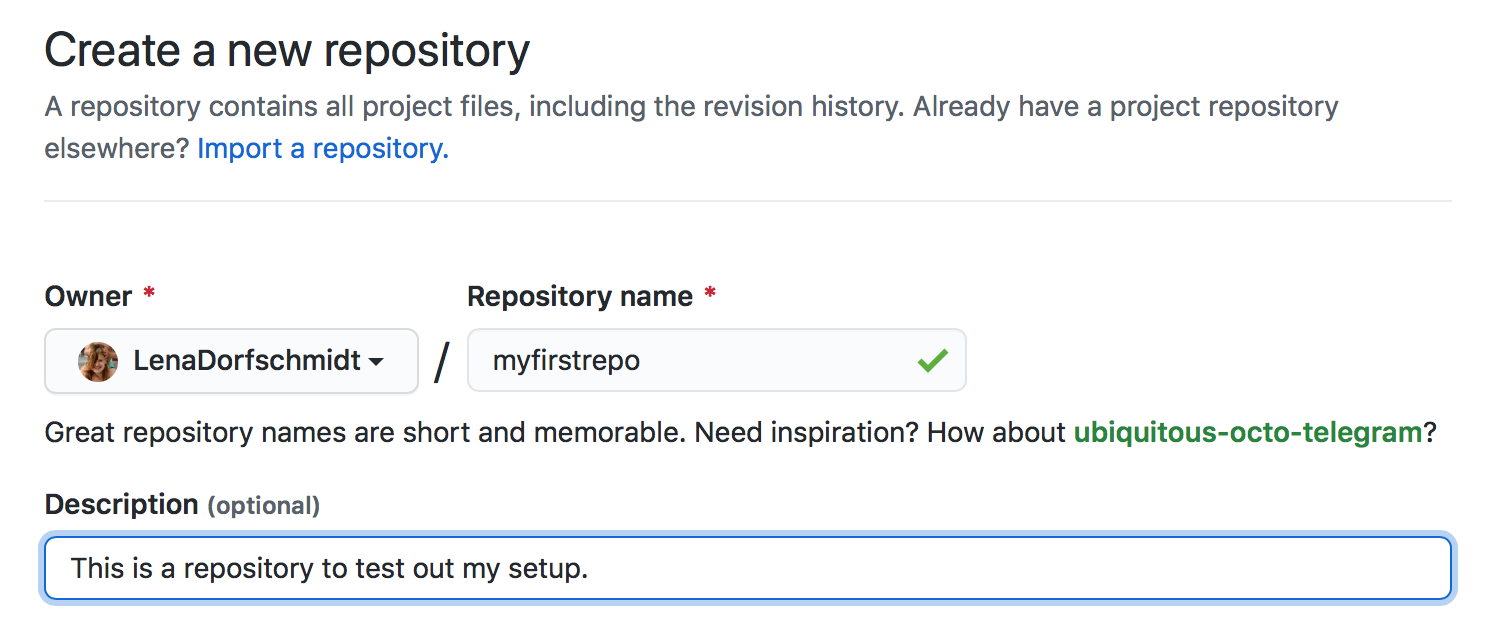 Create a new repository
A repository contains all project files, including the revision history. Already have a project repository
elsewhere? Import a repository.
Owner * Repository name *
LenaDorfschmidt / myfirstrepo
Great repository names are short and memorable. Need inspiration? How about ubiquitous-octo-telegram?
Description (optional)
This is a repository to test out my setup.